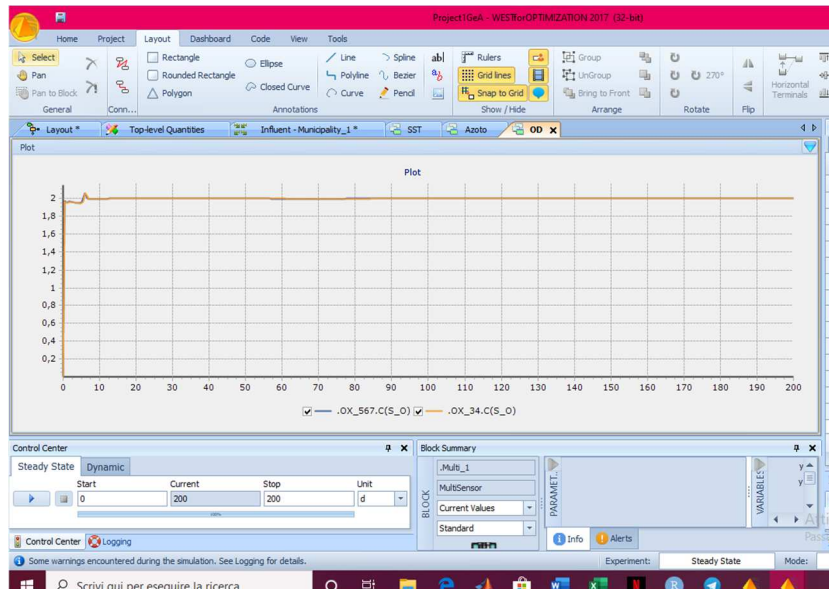 Project1GeA - WESTforOPTIMIZATION 2017 (32-bit)
Home Project Layout Dashboard Code View Tools
Select Rectangle Ellipse Line Spline abl Rulers Group
Pan Rounded Rectangle Closed Curve Polyline Bezier Grid lines UnGroup 270°
Pan to Block Polygon Curve Pencil Snap to Grid Bring to Front Horizontal Terminals
General Conn... Annotations Show / Hide Arrange Rotate Flip
Layout * Top-level Quantities Influent - Municipality_1 * SST Azoto OD
Plot
Plot
2
1,8
1,6
1,4
1,2
1
0,8
0,6
0,4
0,2
0 10 20 30 40 50 60 70 80 90 100 110 120 130 140 150 160 170 180 190 200
.OX_567.C(S_O) .OX_34.C(S_O)
Control Center
Steady State Dynamic
Start Current Stop Unit
0 200 200 d
Control Center Logging
Block Summary
BLOCK
.Multi_1
MultiSensor
Current Values
Standard
PARAMET...
VARIABLES
y
y
Info Alerts
Some warnings encountered during the simulation. See Logging for details. Experiment: Steady State Mode:
Scrivi qui per eseguire la ricerca